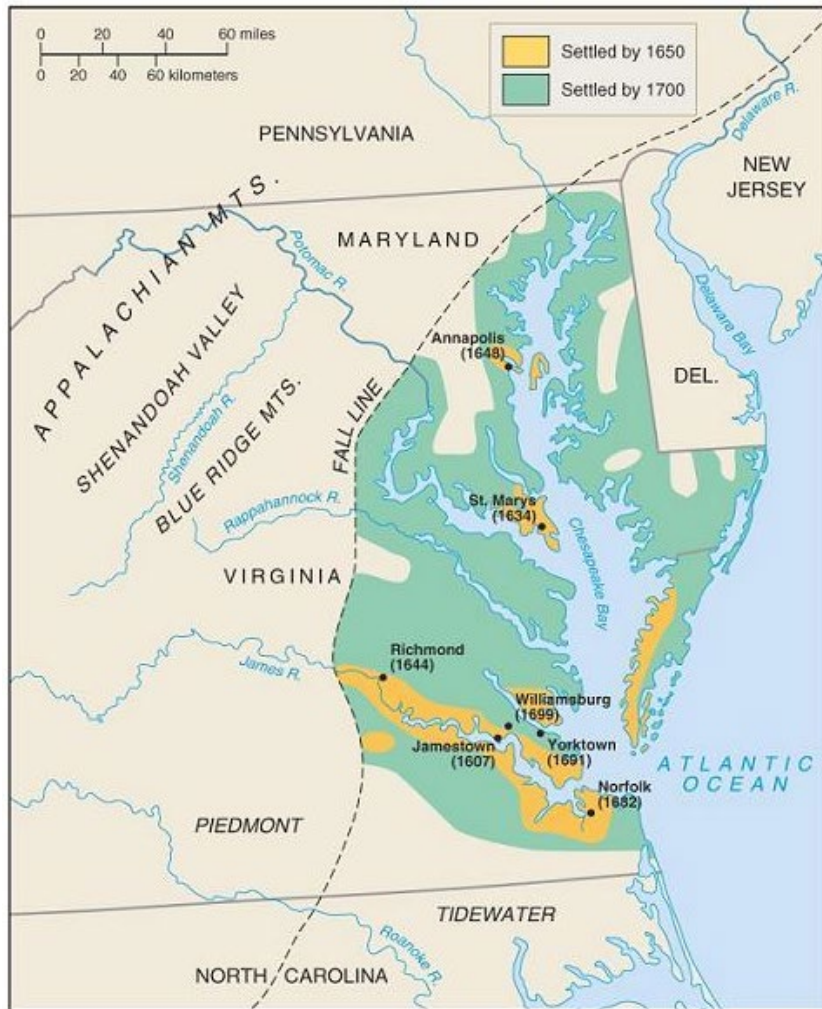 0 20 40 60 miles
0 20 40 60 kilometers
Settled by 1650
Settled by 1700
PENNSYLVANIA
Delaware R.
NEW
JERSEY
APPALACHIAN MTS.
Potomac R.
MARYLAND
SHENANDOAH VALLEY
Shenandoah R.
BLUE RIDGE MTS.
Annapolis
(1648)
Delaware Bay
DEL.
FALL LINE
Rappahannock R.
St. Marys
(1634)
Chesapeake Bay
VIRGINIA
James R.
Richmond
(1644)
Williamsburg
(1699)
Jamestown
(1607)
Yorktown
(1691)
Norfolk
(1682)
ATLANTIC
OCEAN
PIEDMONT
TIDEWATER
Roanoke R.
NORTH CAROLINA